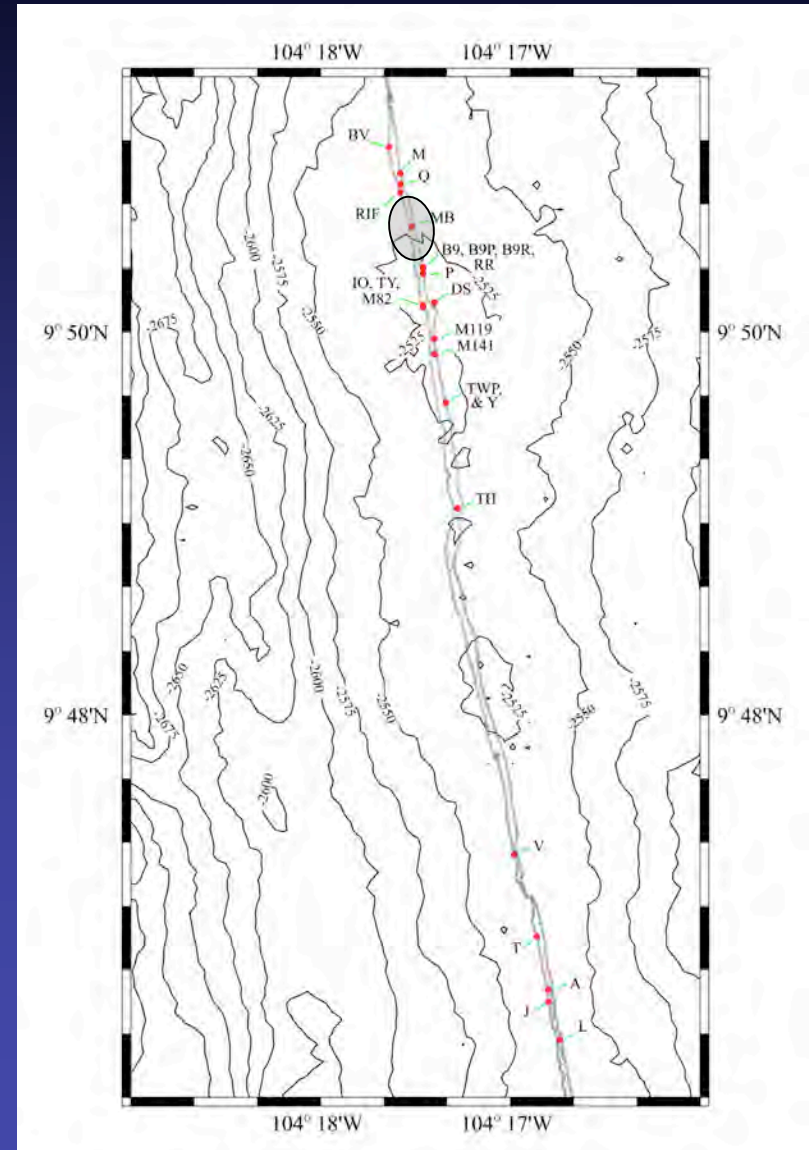 104° 18'W 104° 17'W
BV
M
Q
RIF
MB
-2600
-2575
B9, B9P, B9R,
RR
P
-2525
IO, TY,
M82
DS
-2550
-2675
9° 50'N
9° 50'N
M119
M141
-2525
-2550
-2575
TWP,
& Y
-2625
-2650
TH
-2650
-2625
-2600
-2575
-2550
-2575
-2575
-2550
-2675
9° 48'N
9° 48'N
-2600
V
T
A
J
L
104° 18'W 104° 17'W